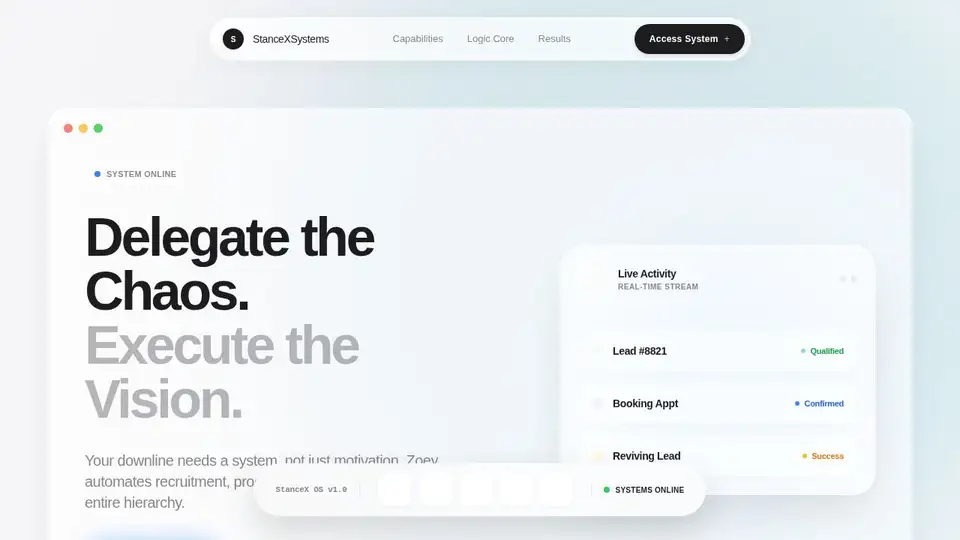 S
StanceXSystems
Capabilities
Logic Core
Results
Access System +
SYSTEM ONLINE
Delegate the
Chaos.
Execute the
Vision.
Your downline needs a system, not just motivation. Zoey
automates recruitment,
entire hierarchy.
Live Activity
REAL-TIME STREAM
Lead #8821
Qualified
Booking Appt
Confirmed
Reviving Lead
Success
StanceX OS v1.0
SYSTEMS ONLINE